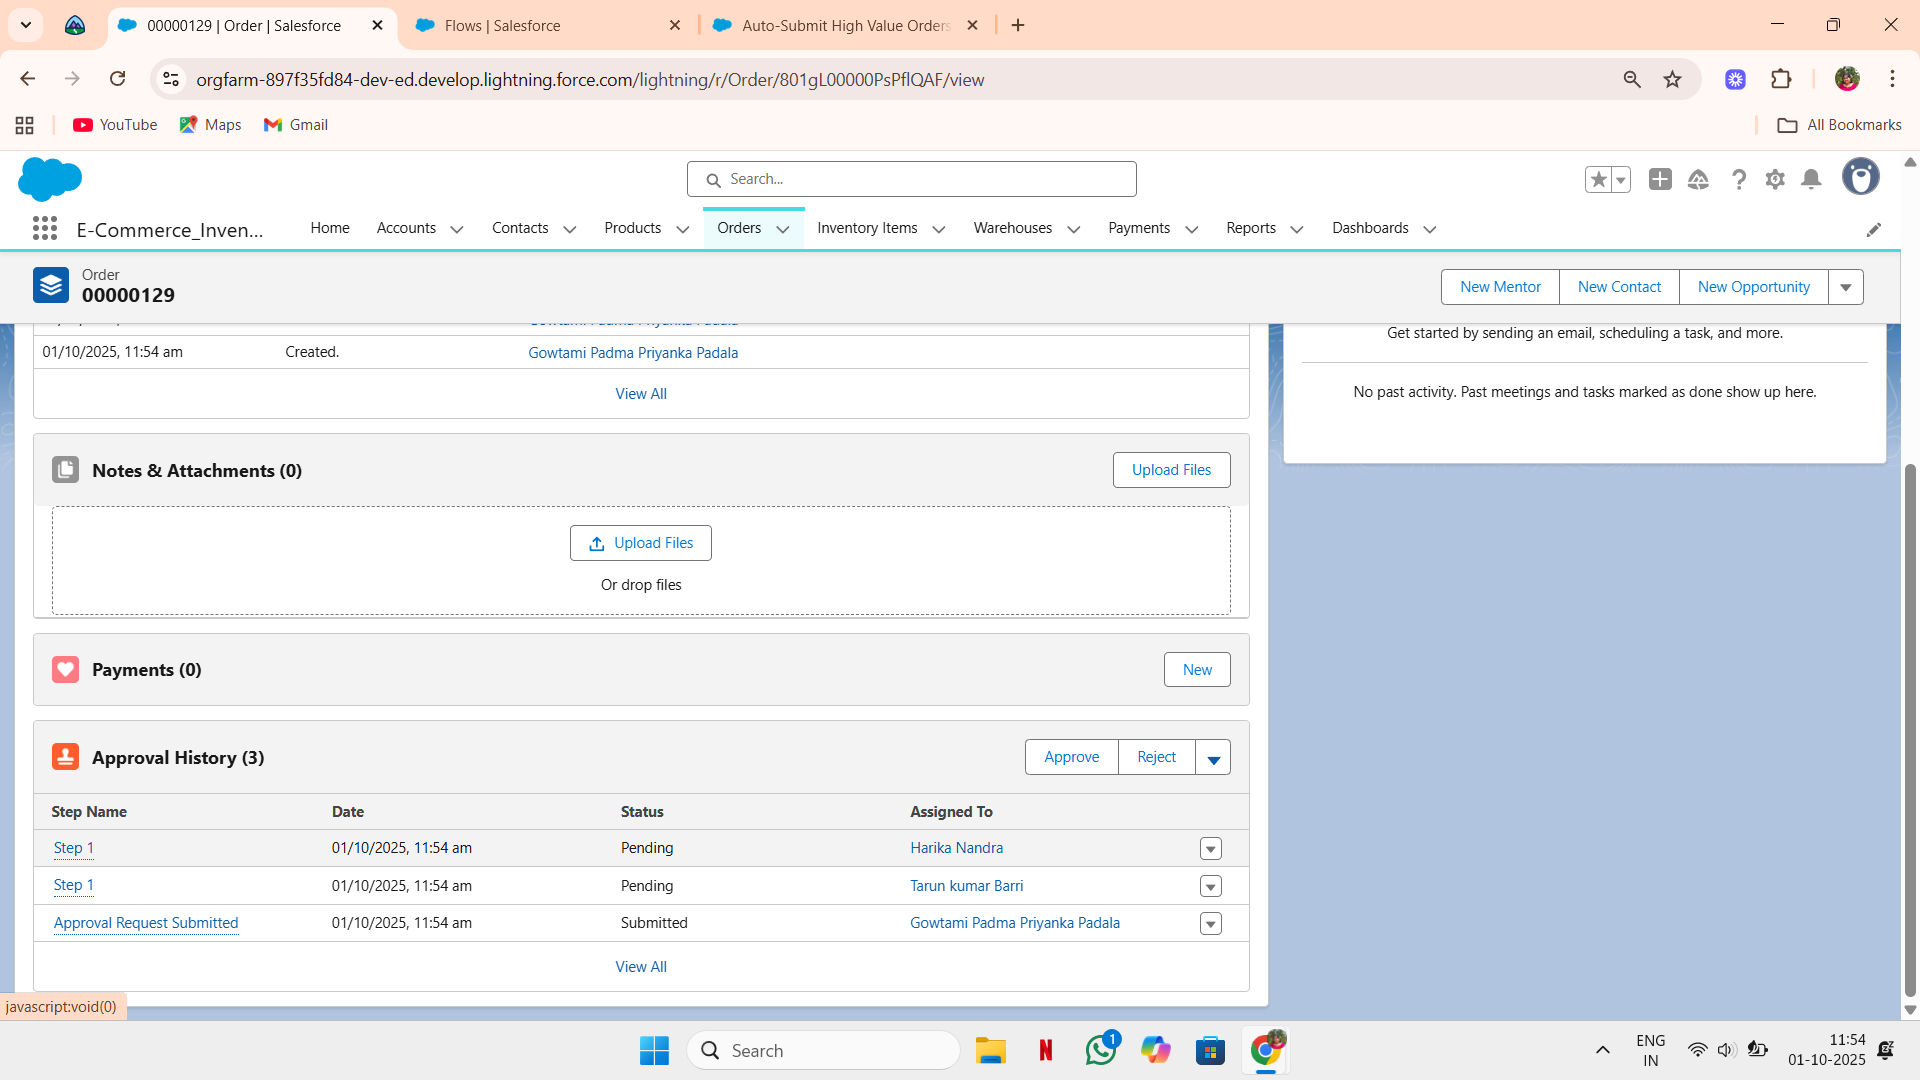 00000129 | Order | Salesforce
Flows | Salesforce
Auto-Submit High Value Orders
orgfarm-897f35fd84-dev-ed.develop.lightning.force.com/lightning/r/Order/801gL00000PsPflQAF/view
YouTube
Maps
Gmail
All Bookmarks
Search...
E-Commerce_Inven...
Home
Accounts
Contacts
Products
Orders
Inventory Items
Warehouses
Payments
Reports
Dashboards
Order
00000129
New Mentor
New Contact
New Opportunity
Gowtami Padma Priyanka Padala
01/10/2025, 11:54 am
Created.
Gowtami Padma Priyanka Padala
View All
Get started by sending an email, scheduling a task, and more.
No past activity. Past meetings and tasks marked as done show up here.
Notes & Attachments (0)
Upload Files
Upload Files
Or drop files
Payments (0)
New
Approval History (3)
Approve
Reject
Step Name
Date
Status
Assigned To
Step 1
01/10/2025, 11:54 am
Pending
Harika Nandra
Step 1
01/10/2025, 11:54 am
Pending
Tarun kumar Barri
Approval Request Submitted
01/10/2025, 11:54 am
Submitted
Gowtami Padma Priyanka Padala
View All
javascript:void(0)
Search
1
ENG
IN
11:54
01-10-2025